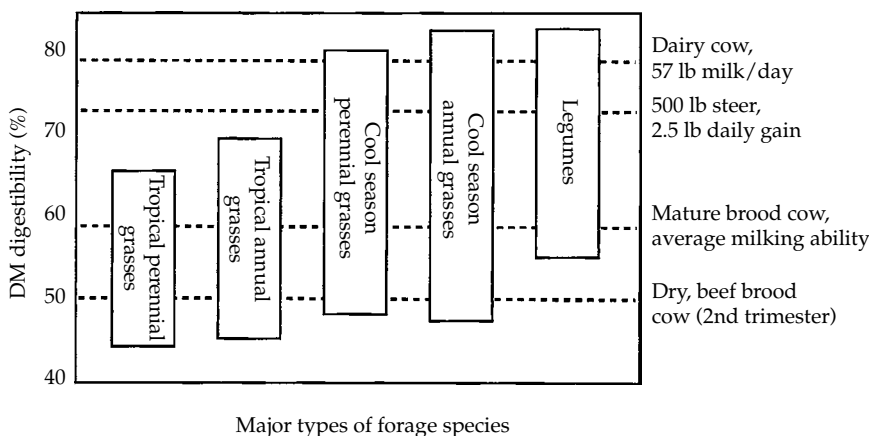 80
70
60
50
40
DM digestibility (%)
Tropical perennial
grasses
Tropical annual
grasses
Cool season
perennial grasses
Cool season
annual grasses
Legumes
Dairy cow,
57 lb milk/day
500 lb steer,
2.5 lb daily gain
Mature brood cow,
average milking ability
Dry, beef brood
cow (2nd trimester)
Major types of forage species